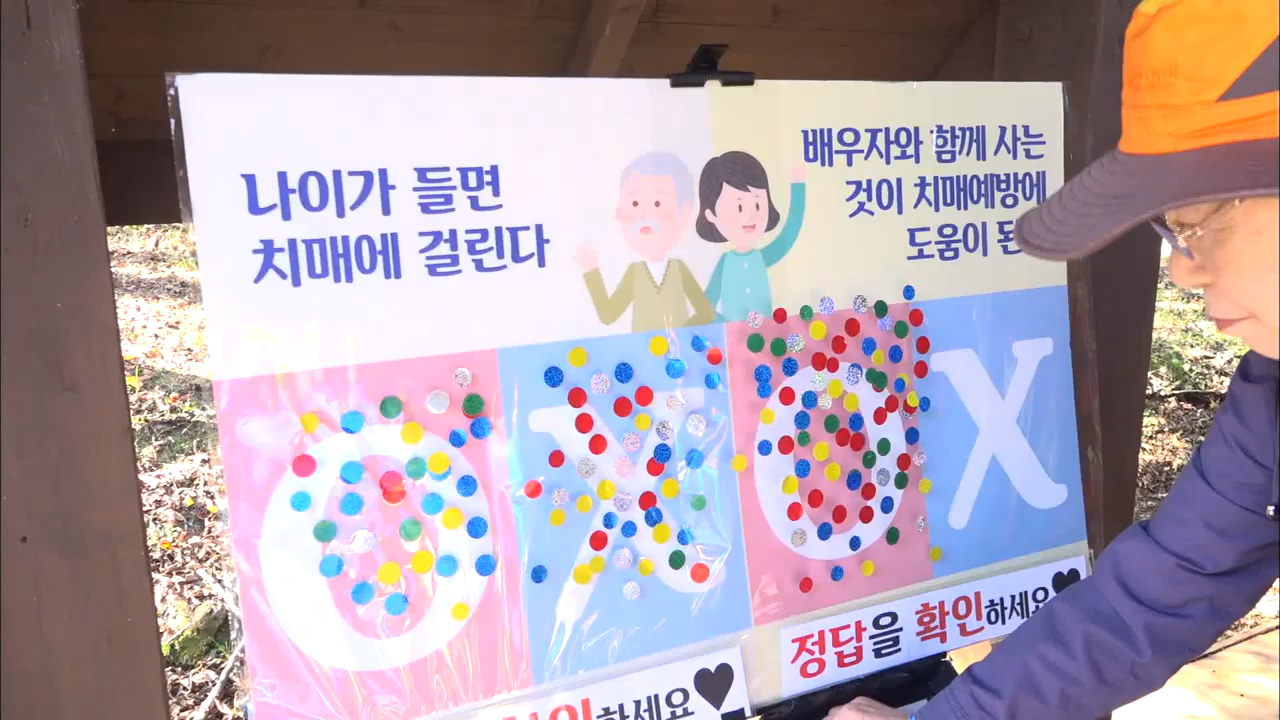 나이가 들면
치매에 걸린다
배우자와 함께 사는
것이 치매예방에
도움이
O X O X
정답을 확인하세요
하세요